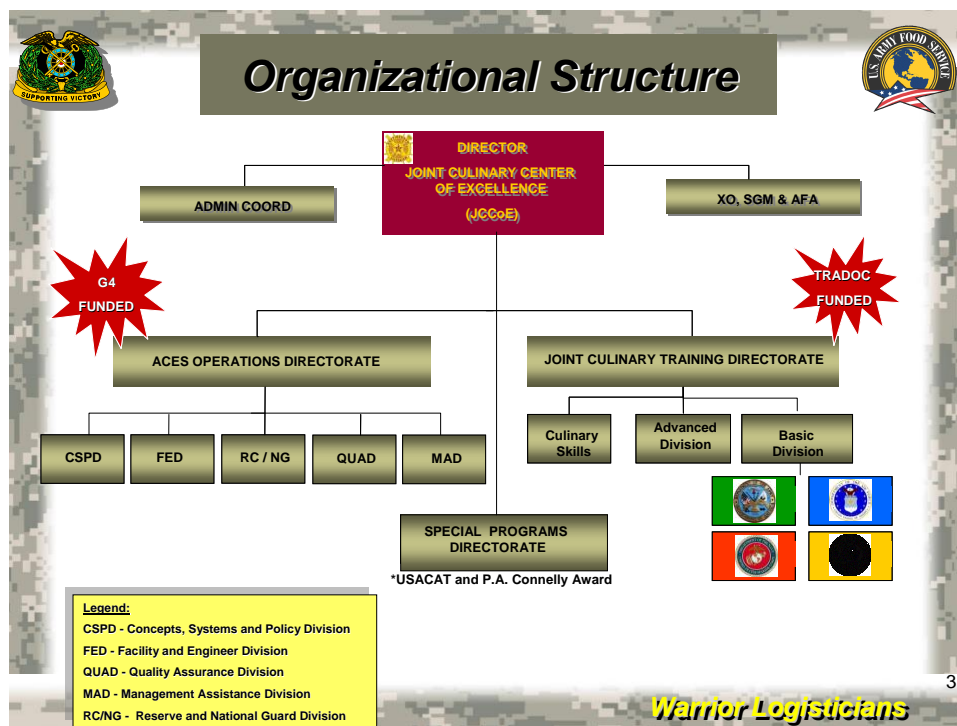 SUPPORTING VICTORY
Organizational Structure
U.S. ARMY FOOD SERVICE
DIRECTOR
JOINT CULINARY CENTER
OF EXCELLENCE
(JCCoE)
ADMIN COORD
XO, SGM & AFA
G4
FUNDED
TRADOC
FUNDED
ACES OPERATIONS DIRECTORATE
JOINT CULINARY TRAINING DIRECTORATE
CSPD
FED
RC / NG
QUAD
MAD
Culinary
Skills
Advanced
Division
Basic
Division
SPECIAL PROGRAMS
DIRECTORATE
*USACAT and P.A. Connelly Award
Legend:
CSPD - Concepts, Systems and Policy Division
FED - Facility and Engineer Division
QUAD - Quality Assurance Division
MAD - Management Assistance Division
RC/NG - Reserve and National Guard Division
3
Warrior Logisticians